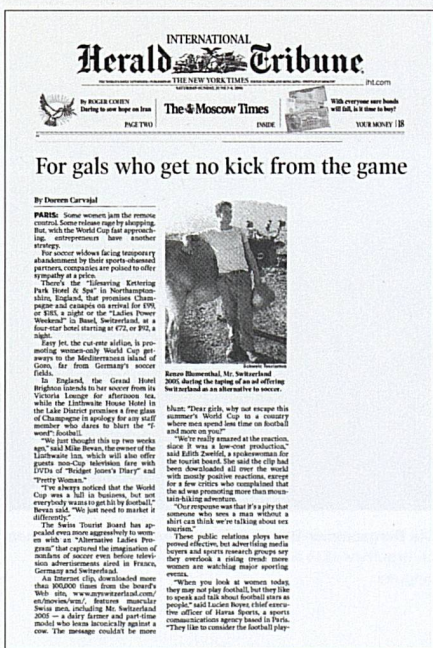 INTERNATIONAL
Herald Tribune
THE NEW YORK TIMES
iht.com
By ROGER COHEN
Daring to sow hope on Iran
PAGE TWO
The Moscow Times
INSIDE
With everyone sure bonds
will fall, is it time to buy?
YOUR MONEY | 18
For gals who get no kick from the game
By Doreen Carvajal
PARIS: Some women jam the remote
control. Some release rage by shopping.
But, with the World Cup fast approach-
ing, entrepreneurs have another
strategy.
For soccer widows facing temporary
abandonment by their sports-obsessed
partners, companies are poised to offer
sympathy at a price.
There's the "lifesaving Kettering
Park Hotel & Spa" in Northampton-
shire, England, that promises Cham-
pagne and canapés on arrival for £99,
or $185, a night or the "Ladies Power
Weekend" in Basel, Switzerland, at a
four-star hotel starting at €72, or $92, a
night.
Easy Jet, the cut-rate airline, is pro-
moting women-only World Cup get-
aways to the Mediterranean island of
Gozo, far from Germany's soccer
fields.
In England, the Grand Hotel
Brighton intends to bar soccer from its
Victoria Lounge for afternoon tea,
while the Linthwaite House Hotel in
the Lake District promises a free glass
of Champagne in apology for any staff
member who dares to blurt the "f-
word": football.
"We just thought this up two weeks
ago," said Mike Bevan, the owner of the
Linthwaite inn, which will also offer
guests non-Cup television fare with
DVDs of "Bridget Jones's Diary" and
"Pretty Woman."
"I've always noticed that the World
Cup was a lull in business, but not
everybody wants to get hit by football,"
Bevan said. "We just need to market it
differently."
The Swiss Tourist Board has ap-
pealed even more aggressively to wom-
en with an "Alternative Ladies Pro-
gram" that captured the imagination of
millions of soccer even before televi-
sion advertisements aired in France,
Germany and Switzerland.
An Internet clip, downloaded more
than 100,000 times from the board's
Web site, www.myswitzerland.com/
en/movies/wm/, features muscular
Swiss men, including Mr. Switzerland
2005 — a dairy farmer and part-time
model who leans laconically against a
cow. The message couldn't be more
Schweiz Tourismus
Renzo Blumenthal, Mr. Switzerland
2005, during the taping of an ad offering
Switzerland as an alternative to soccer.
blunt: "Dear girls, why not escape this
summer's World Cup to a country
where men spend less time on football
and more on you?"
"We're really amazed at the reaction,
since it was a low-cost production,"
said Edith Zweifel, a spokeswoman for
the tourist board. She said the clip had
been downloaded all over the world
with mostly positive reactions, except
for a few critics who complained that
the ad was promoting more than moun-
tain-hiking adventure.
"Our response was that it's a pity that
someone who sees a man without a
shirt can think we're talking about sex
tourism."
These public relations ploys have
proved effective, but advertising media
buyers and sports research groups say
they overlook a rising trend: more
women are watching major sporting
events.
"When you look at women today,
they may not play football, but they like
to speak and talk about football stars as
people," said Lucien Boyer, chief execu-
tive officer of Havas Sports, a sports
communications agency based in Paris.
"They like to consider the football play-